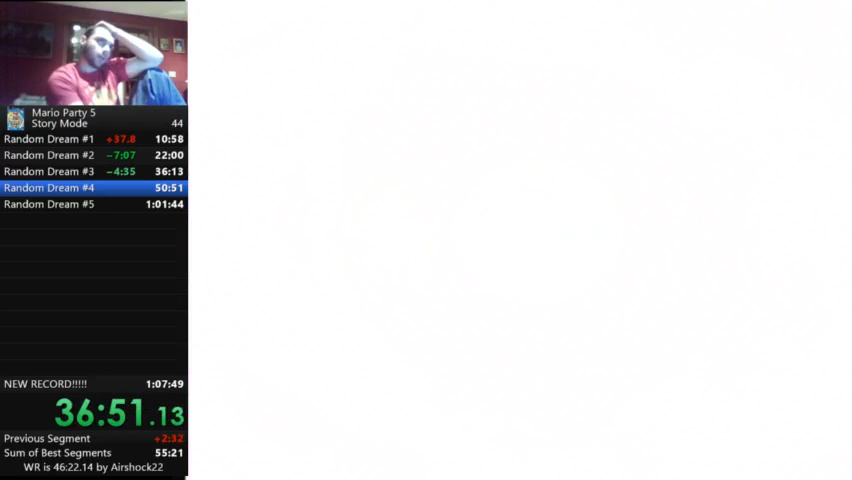 Mario Party 5
Story Mode 44
Random Dream #1 +37.8 10:58
Random Dream #2 −7:07 22:00
Random Dream #3 −4:35 36:13
Random Dream #4 50:51
Random Dream #5 1:01:44
NEW RECORD!!!!! 1:07:49
36:51.13
Previous Segment +2:32
Sum of Best Segments 55:21
WR is 46:22.14 by Airshock22